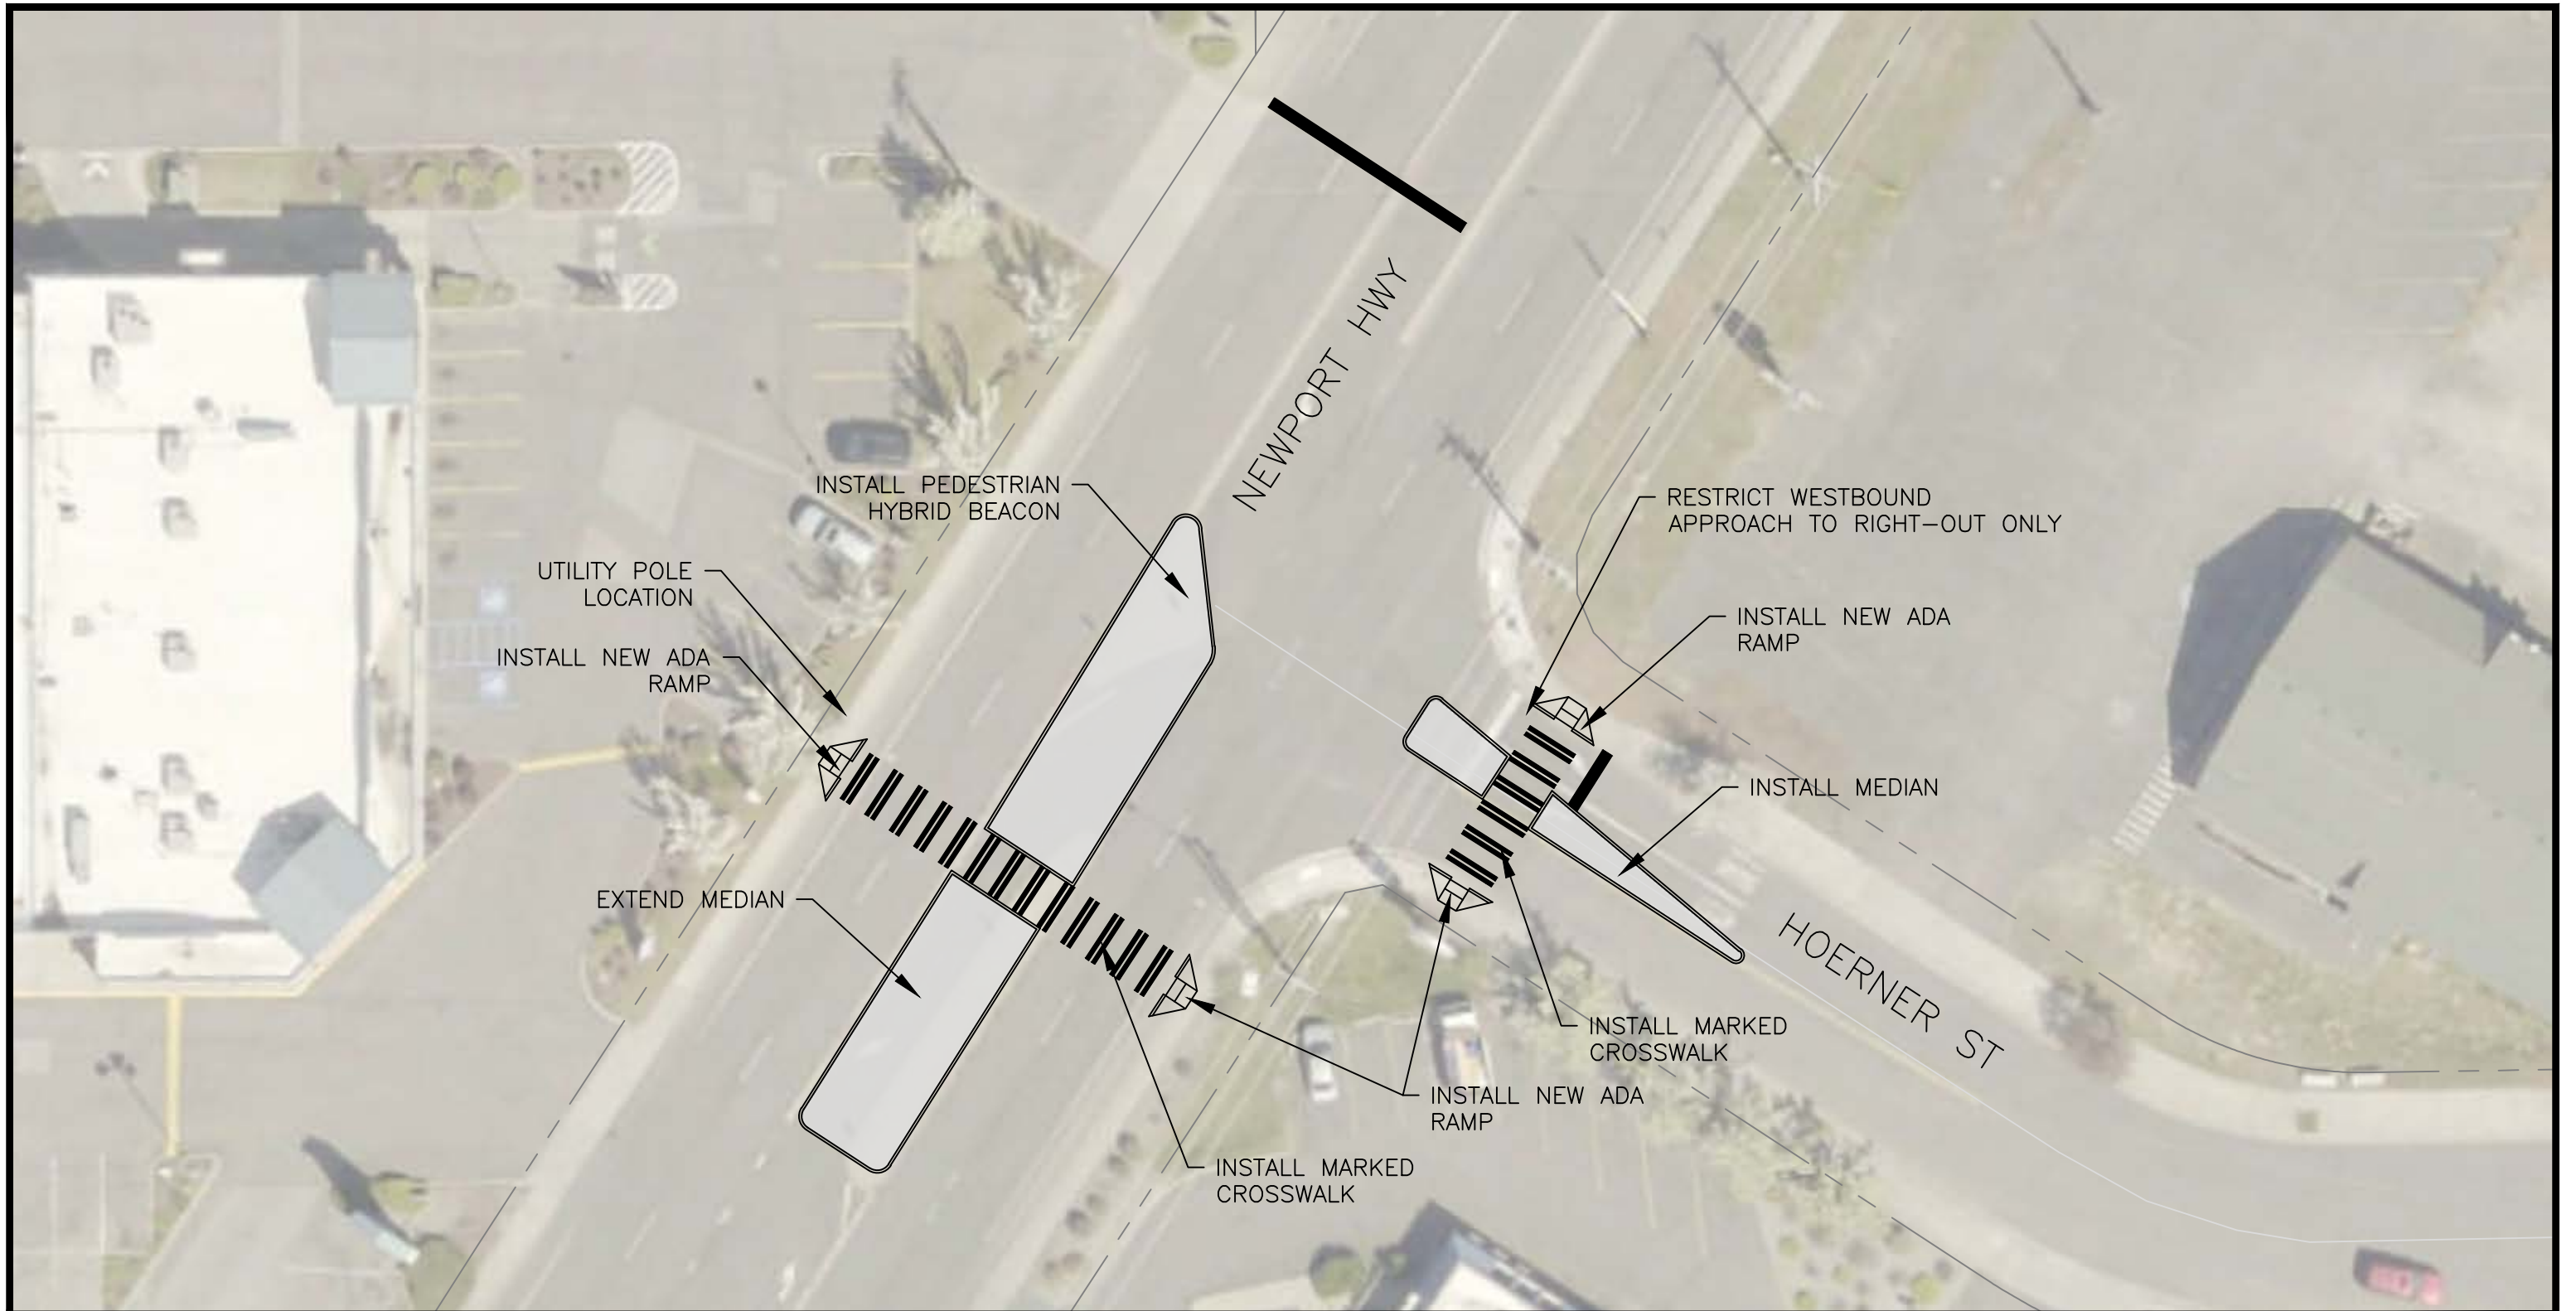 NEWPORT HWY
INSTALL PEDESTRIAN
HYBRID BEACON
RESTRICT WESTBOUND
APPROACH TO RIGHT-OUT ONLY
UTILITY POLE
LOCATION
INSTALL NEW ADA
RAMP
INSTALL NEW ADA
RAMP
INSTALL MEDIAN
EXTEND MEDIAN
HOERNER ST
INSTALL MARKED
CROSSWALK
INSTALL NEW ADA
RAMP
INSTALL MARKED
CROSSWALK